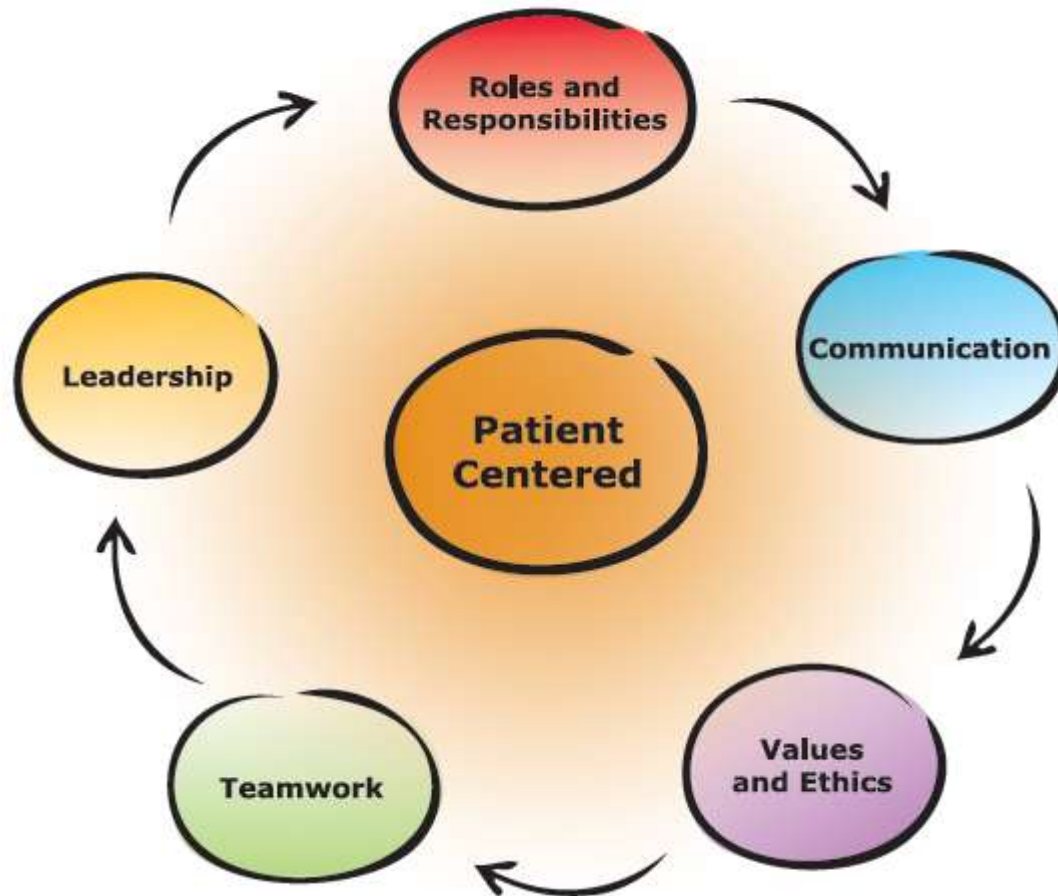 Roles and
Responsibilities
Communication
Values
and Ethics
Teamwork
Leadership
Patient
Centered